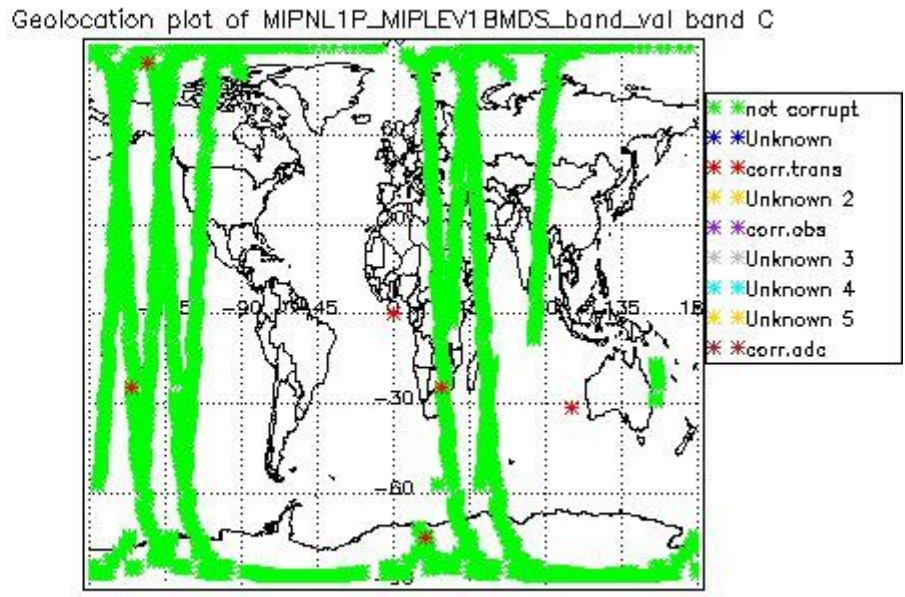 Geolocation plot of MIPNL1P_MIPLEV1BMDS_band_val band C
not corrupt
Unknown
corr.trans
Unknown 2
corr.obs
Unknown 3
Unknown 4
Unknown 5
corr.adc
60
-90
-45
-30
-60